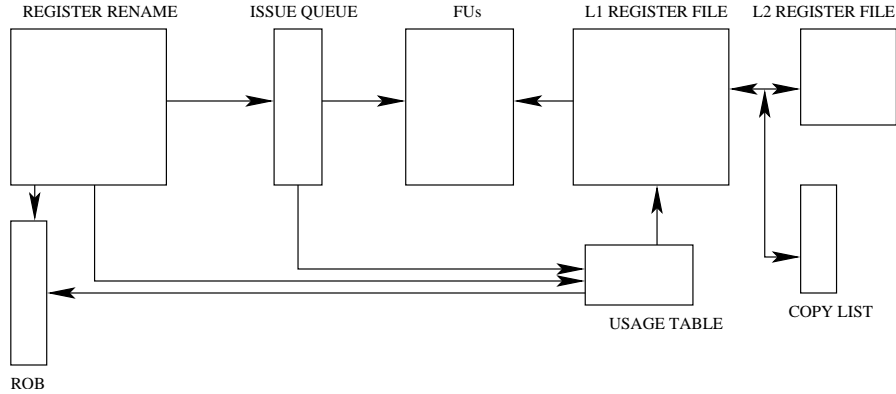 REGISTER RENAME
ISSUE QUEUE
FUs
L1 REGISTER FILE
L2 REGISTER FILE
USAGE TABLE
COPY LIST
ROB